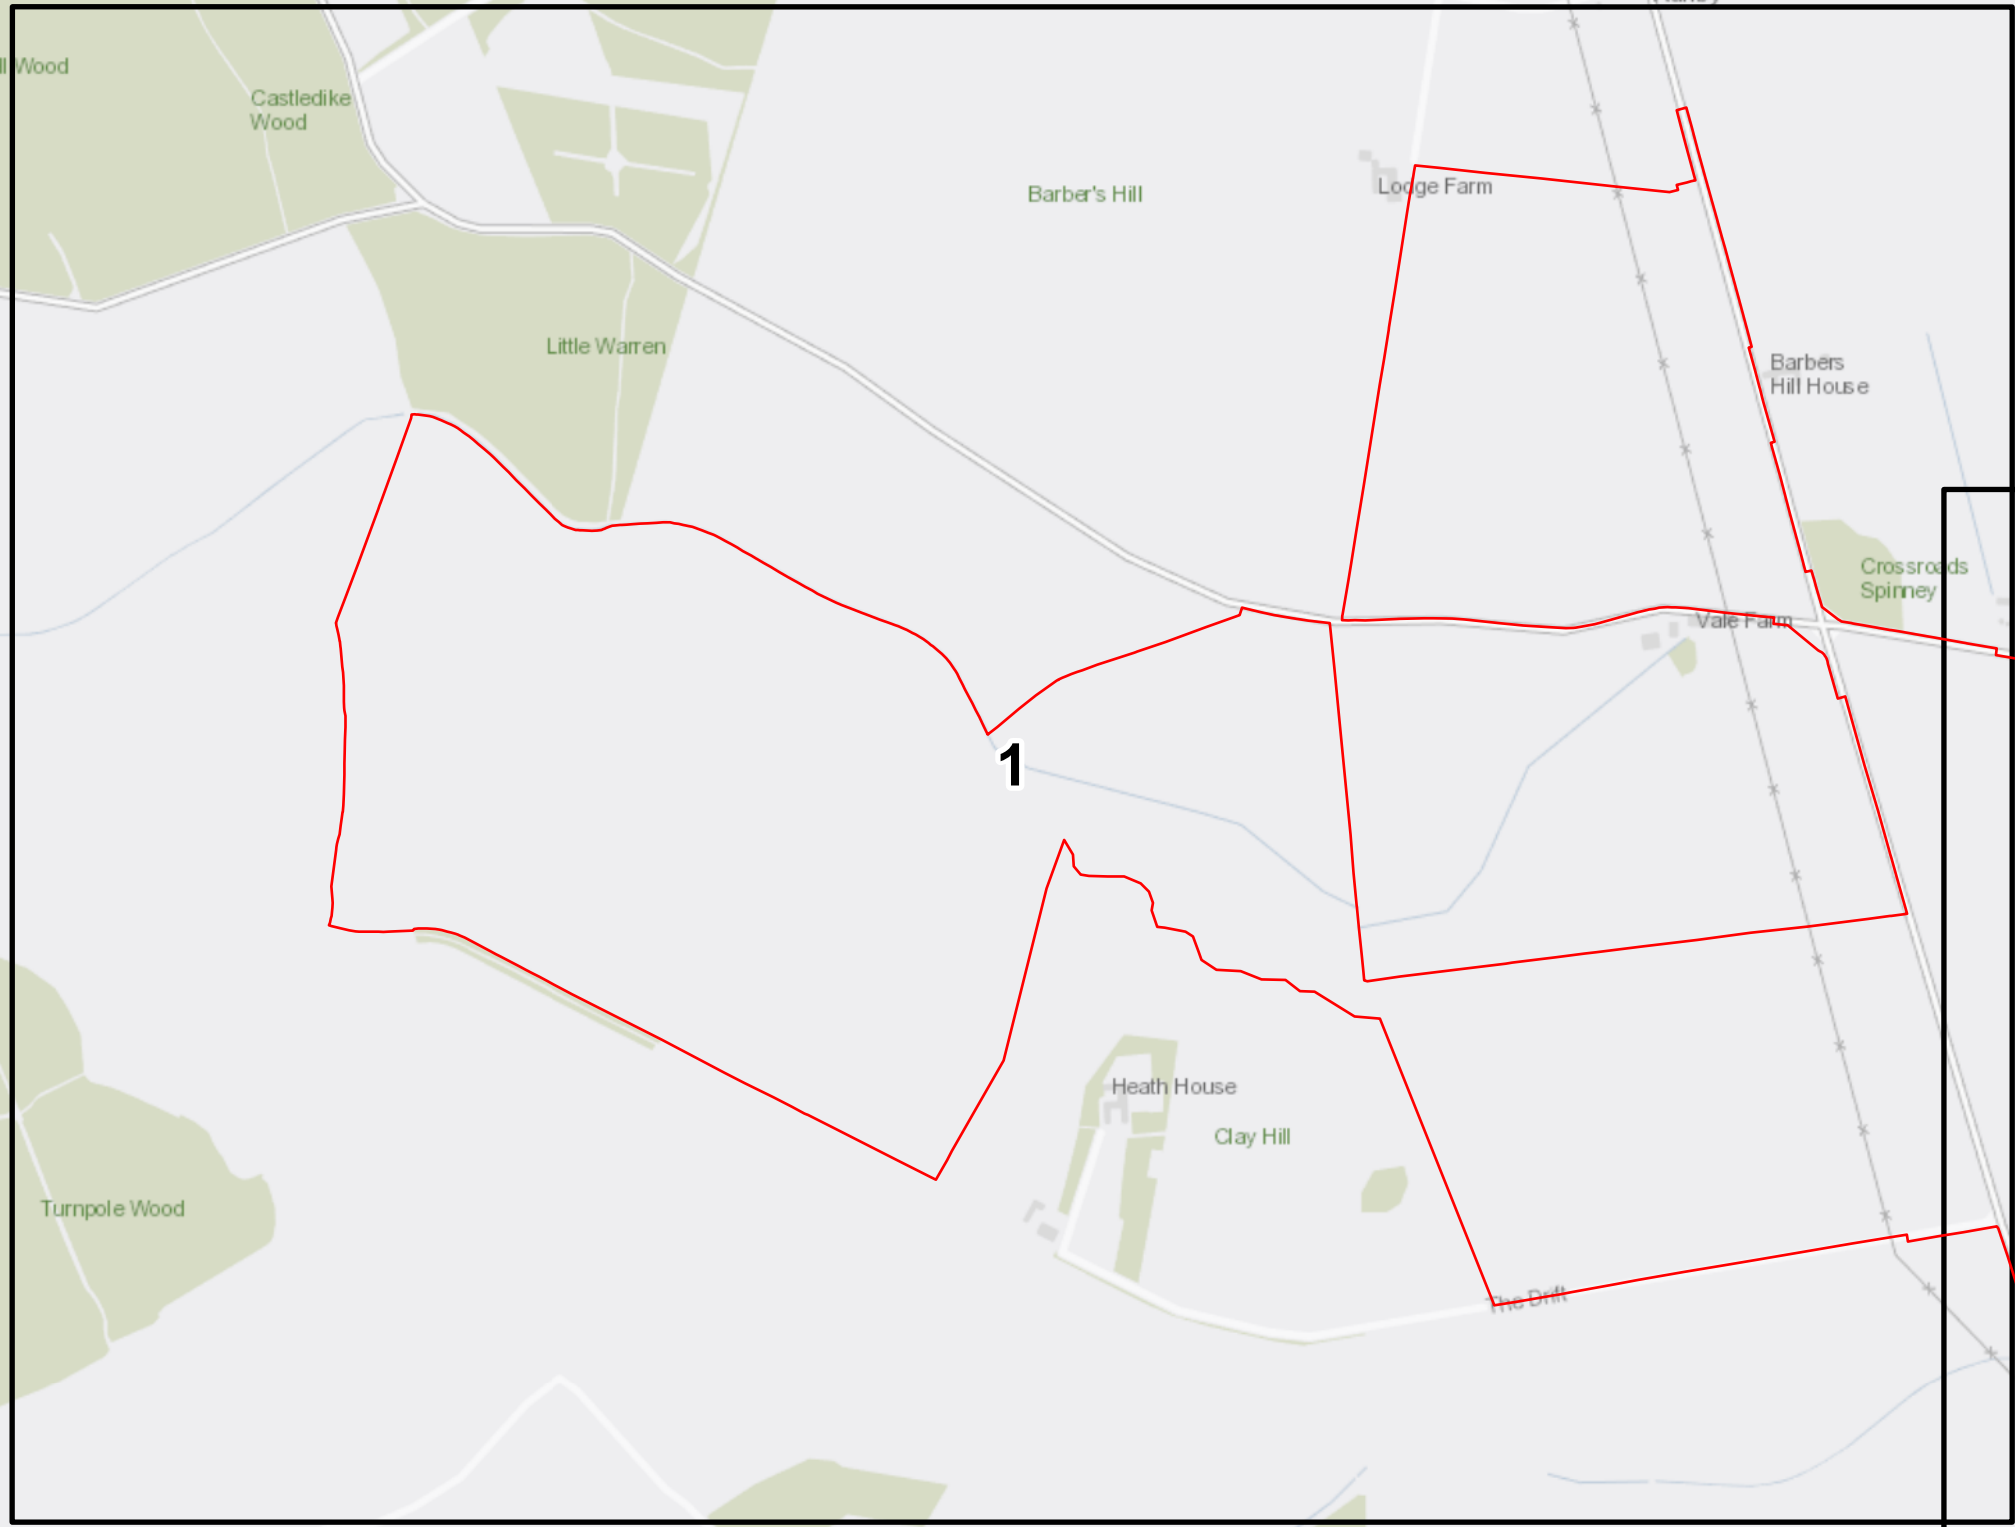 Wood
Castledike
Wood
Barber's Hill
Lodge Farm
Little Warren
Barbers
Hill House
Crossroads
Spinney
Vale Farm
1
Heath House
Clay Hill
Turnpole Wood
The Drift